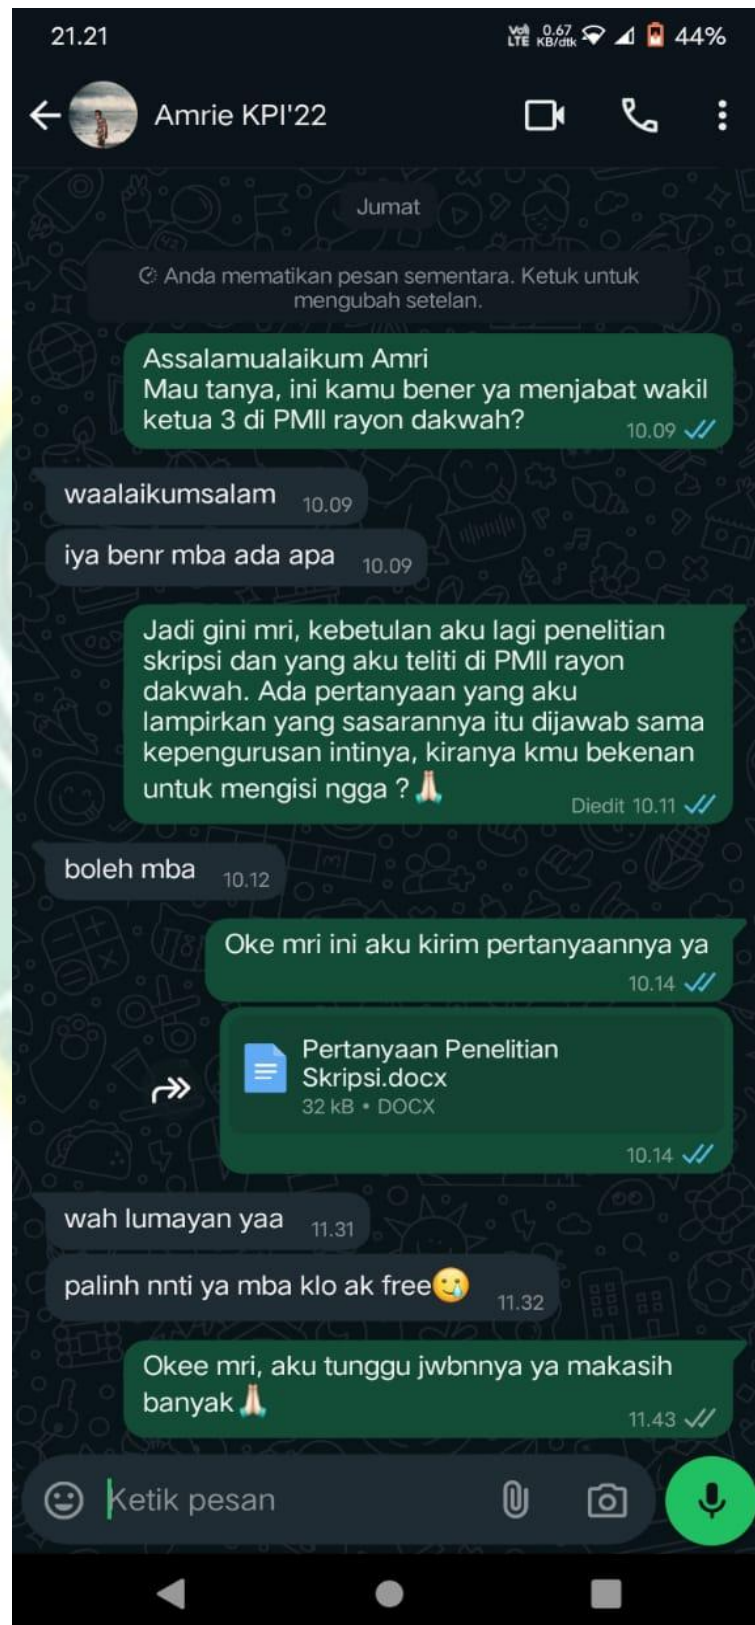 21.21
VoJ) 0.67
LTE KB/dtk
44%
Amrie KPI'22
Jumat
Anda mematikan pesan sementara. Ketuk untuk
mengubah setelan.
Assalamualaikum Amri
Mau tanya, ini kamu bener ya menjabat wakil
ketua 3 di PMII rayon dakwah?
10.09
waalaikumsalam 10.09
iya benr mba ada apa 10.09
Jadi gini mri, kebetulan aku lagi penelitian
skripsi dan yang aku teliti di PMII rayon
dakwah. Ada pertanyaan yang aku
lampirkan yang sasarannya itu dijawab sama
kepengurusan intinya, kiranya kmu bekenan
untuk mengisi ngga ?🙏🏻
Diedit 10.11
boleh mba 10.12
Oke mri ini aku kirim pertanyaannya ya
10.14
Pertanyaan Penelitian
Skripsi.docx
32 kB • DOCX
10.14
wah lumayan yaa 11.31
palinh nnti ya mba klo ak free🥲 11.32
Okee mri, aku tunggu jwbnnya ya makasih
banyak🙏🏻
11.43
Ketik pesan